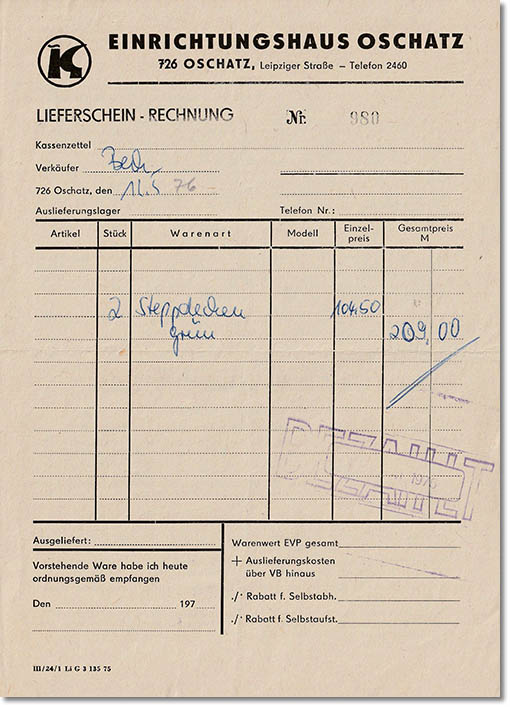 K
EINRICHTUNGSHAUS OSCHATZ
726 OSCHATZ, Leipziger Straße – Telefon 2460
LIEFERSCHEIN - RECHNUNG Nr. 980
Kassenzettel
Verkäufer
726 Oschatz, den 11.5 76
Auslieferungslager Telefon Nr.:
Artikel Stück Warenart Modell Einzel-preis Gesamtpreis M
2 Steppdecken 104,50
grün 209,00
BEZAHLT
Ausgeliefert: Warenwert EVP gesamt
Vorstehende Ware habe ich heute + Auslieferungskosten
ordnungsgemäß empfangen über VB hinaus
Den 197 ./· Rabatt f. Selbstabh.
./· Rabatt f. Selbstaufst.
III/24/1 Li G 3 135 75